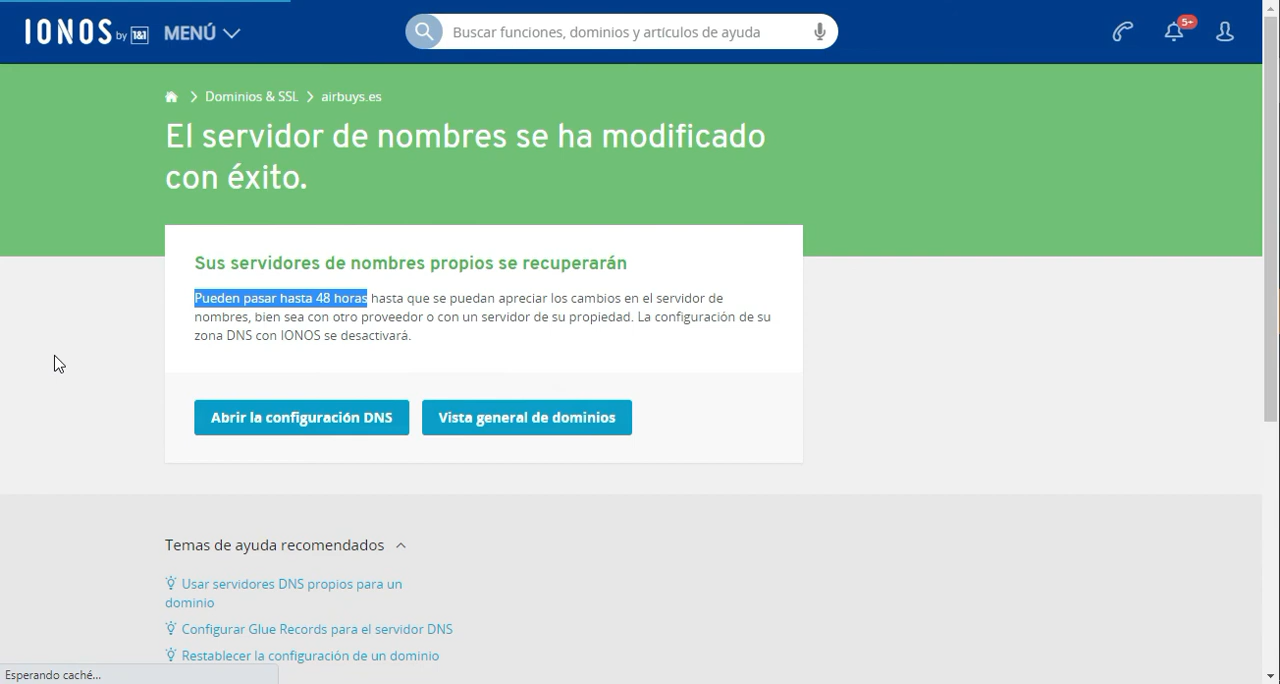 IONOS by 1&1 MENÚ
Buscar funciones, dominios y artículos de ayuda
5+
Dominios & SSL
airbuys.es
El servidor de nombres se ha modificado
con éxito.
Sus servidores de nombres propios se recuperarán
Pueden pasar hasta 48 horas hasta que se puedan apreciar los cambios en el servidor de
nombres, bien sea con otro proveedor o con un servidor de su propiedad. La configuración de su
zona DNS con IONOS se desactivará.
Abrir la configuración DNS
Vista general de dominios
Temas de ayuda recomendados
Usar servidores DNS propios para un
dominio
Configurar Glue Records para el servidor DNS
Restablecer la configuración de un dominio
Esperando caché...